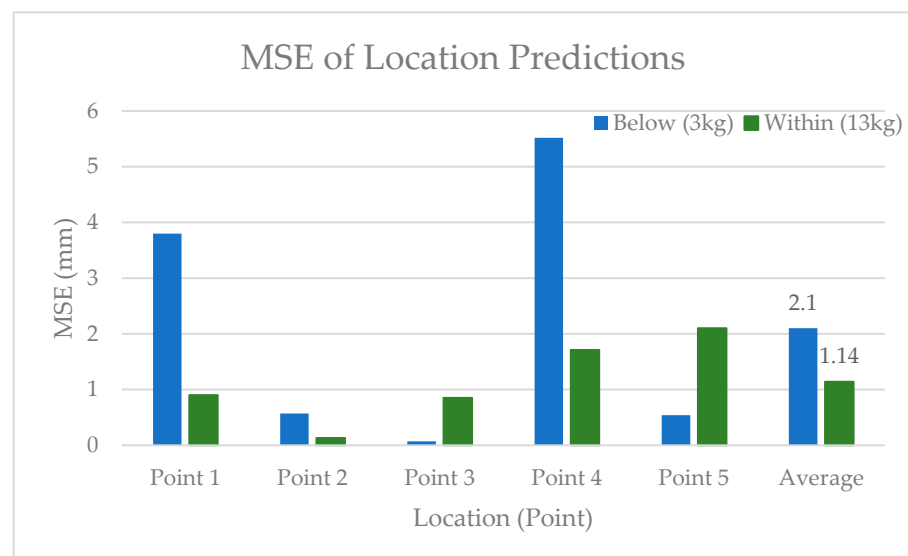 MSE of Location Predictions
Below (3kg) Within (13kg)
MSE (mm)
6
5
4
3
2
1
0
2.1
1.14
Point 1 Point 2 Point 3 Point 4 Point 5 Average
Location (Point)